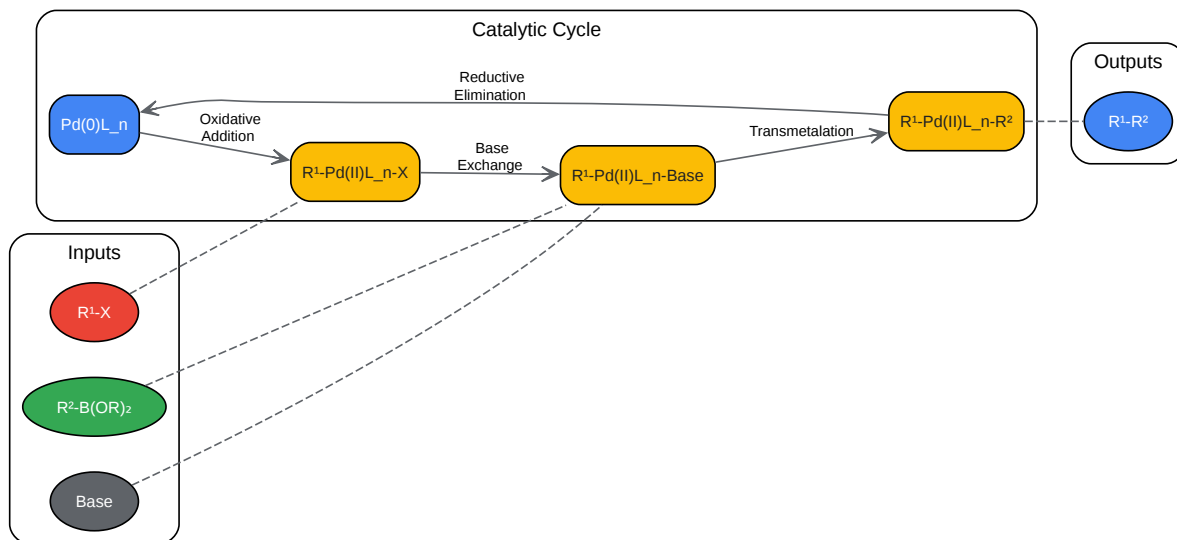 Catalytic Cycle
Outputs
Reductive
Elimination
Pd(0)L_n
Oxidative
Addition
R¹-Pd(II)L_n-X
Base
Exchange
R¹-Pd(II)L_n-Base
Transmetalation
R¹-Pd(II)L_n-R²
R¹-R²
Inputs
R¹-X
R²-B(OR)₂
Base